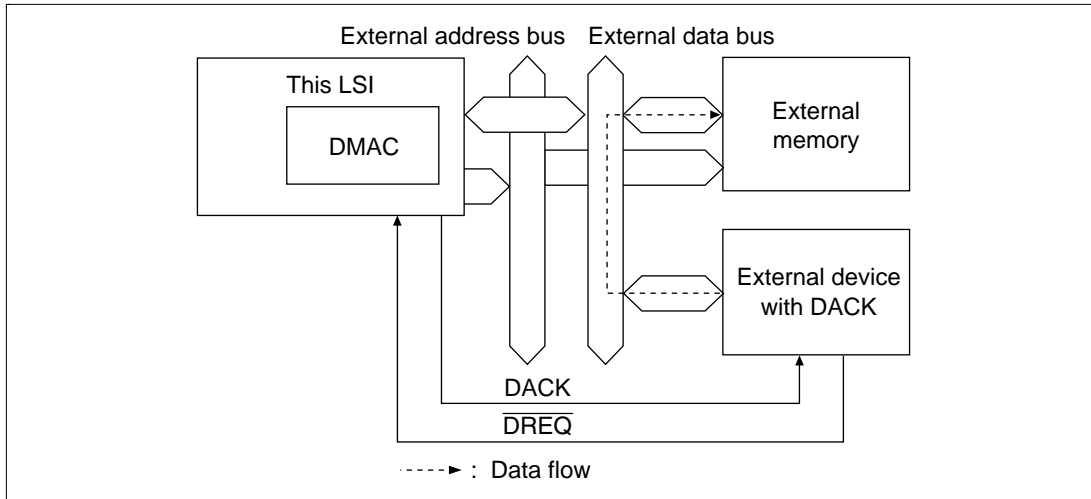 External address bus
External data bus
This LSI
DMAC
External
memory
External device
with DACK
DACK
DREQ
: Data flow